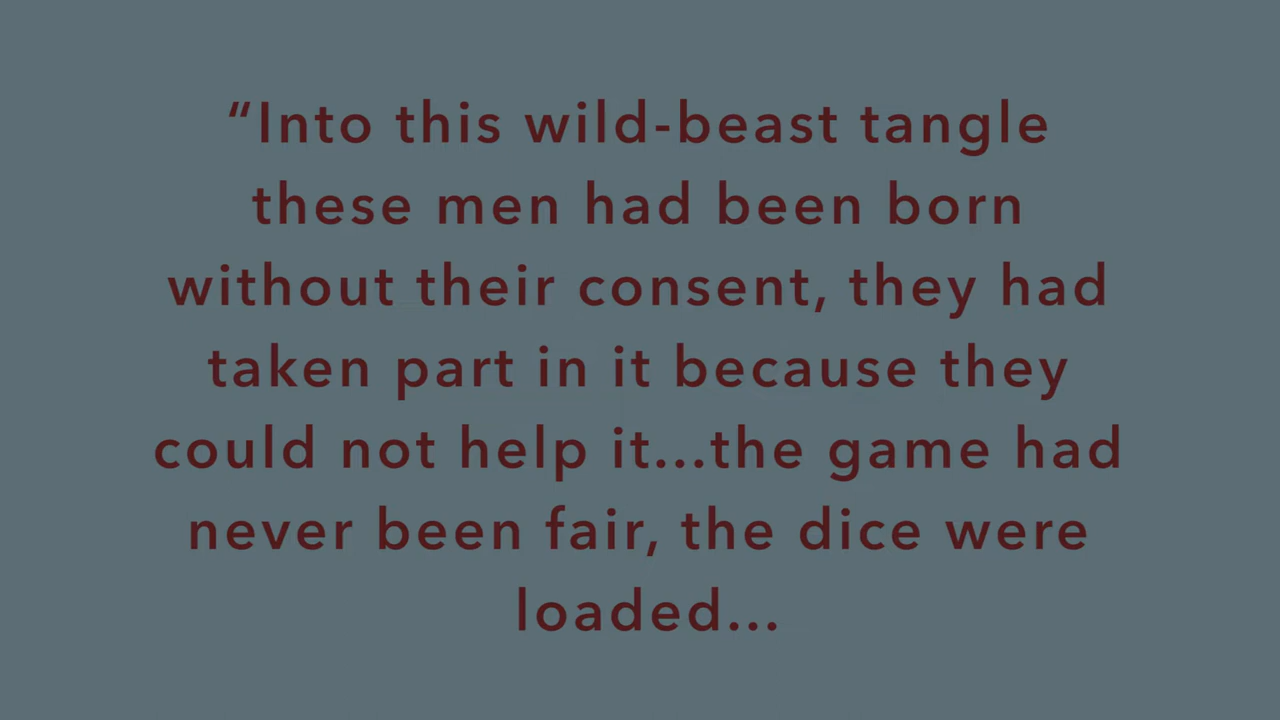 “Into this wild-beast tangle
these men had been born
without their consent, they had
taken part in it because they
could not help it...the game had
never been fair, the dice were
loaded...